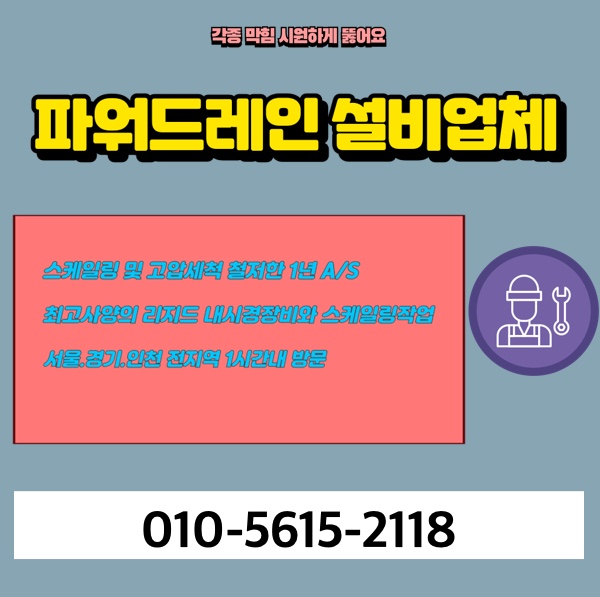 각종 막힘 시원하게 뚫어요
파워드레인 설비업체
스케일링 및 고압세척 철저한 1년 A/S
최고사양의 리지드 내시경장비와 스케일링작업
서울.경기.인천 전지역 1시간내 방문
010-5615-2118